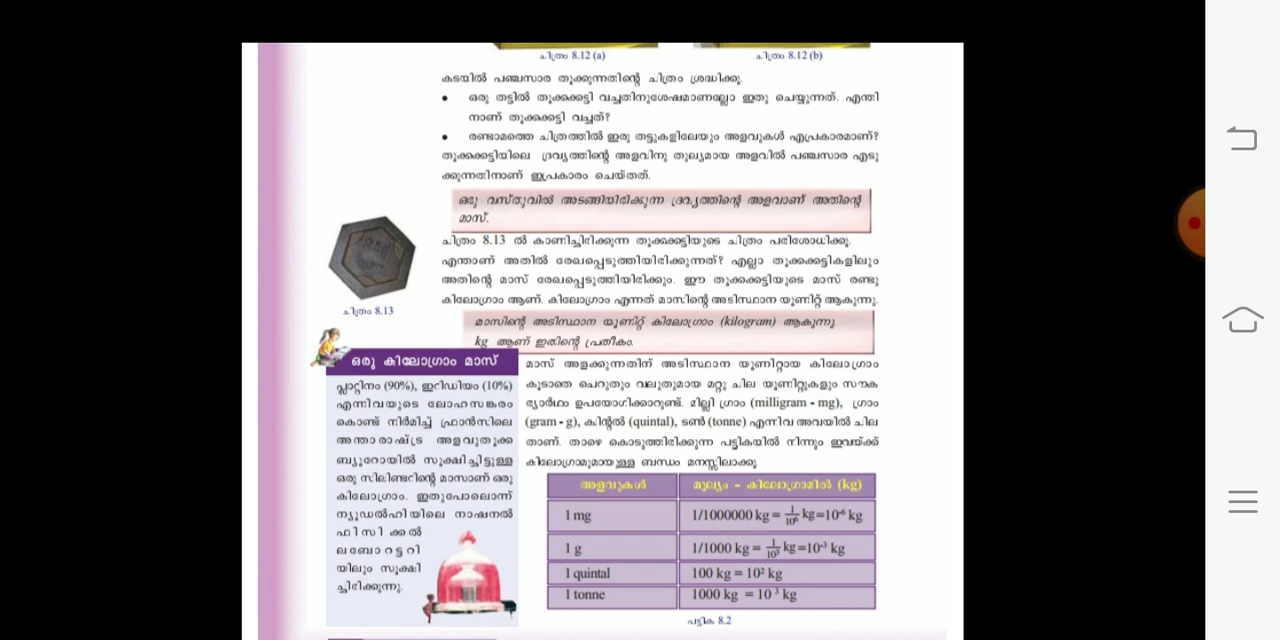 ചിത്രം 8.12 (a)
ചിത്രം 8.12 (b)
കടയിൽ പഞ്ചസാര തൂക്കുന്നതിന്റെ ചിത്രം ശ്രദ്ധിക്കൂ.
• ഒരു തട്ടിൽ തൂക്കക്കട്ടി വച്ചതിനുശേഷമാണല്ലോ ഇതു ചെയ്യുന്നത്. എന്തി
നാണ് തൂക്കക്കട്ടി വച്ചത്?
• രണ്ടാമത്തെ ചിത്രത്തിൽ ഇരു തട്ടുകളിലേയും അളവുകൾ എപ്രകാരമാണ്?
തൂക്കക്കട്ടിയിലെ ദ്രവ്യത്തിന്റെ അളവിനു തുല്യമായ അളവിൽ പഞ്ചസാര എടു
ക്കുന്നതിനാണ് ഇപ്രകാരം ചെയ്തത്.
ഒരു വസ്തുവിൽ അടങ്ങിയിരിക്കുന്ന ദ്രവ്യത്തിന്റെ അളവാണ് അതിന്റെ
മാസ്.
ചിത്രം 8.13 ൽ കാണിച്ചിരിക്കുന്ന തൂക്കക്കട്ടിയുടെ ചിത്രം പരിശോധിക്കൂ.
എന്താണ് അതിൽ രേഖപ്പെടുത്തിയിരിക്കുന്നത്? എല്ലാ തൂക്കക്കട്ടികളിലും
അതിന്റെ മാസ് രേഖപ്പെടുത്തിയിരിക്കും. ഈ തൂക്കക്കട്ടിയുടെ മാസ് രണ്ടു
കിലോഗ്രാം ആണ്. കിലോഗ്രാം എന്നത് മാസിന്റെ അടിസ്ഥാന യൂണിറ്റ് ആകുന്നു.
ചിത്രം 8.13
മാസിന്റെ അടിസ്ഥാന യൂണിറ്റ് കിലോഗ്രാം (kilogram) ആകുന്നു.
kg ആണ് ഇതിന്റെ പ്രതീകം.
ഒരു കിലോഗ്രാം മാസ്
പ്ലാറ്റിനം (90%), ഇറിഡിയം (10%)
എന്നിവയുടെ ലോഹസങ്കരം
കൊണ്ട് നിർമിച്ച് ഫ്രാൻസിലെ
അന്താരാഷ്ട്ര അളവുതൂക്ക
ബ്യൂറോയിൽ സൂക്ഷിച്ചിട്ടുള്ള
ഒരു സിലിണ്ടറിന്റെ മാസാണ് ഒരു
കിലോഗ്രാം. ഇതുപോലൊന്ന്
ന്യൂഡൽഹിയിലെ നാഷനൽ
ഫിസിക്കൽ
ലബോറട്ടറി
യിലും സൂക്ഷി
ച്ചിരിക്കുന്നു.
മാസ് അളക്കുന്നതിന് അടിസ്ഥാന യൂണിറ്റായ കിലോഗ്രാം
കൂടാതെ ചെറുതും വലുതുമായ മറ്റു ചില യൂണിറ്റുകളും സൗക
ര്യാർഥം ഉപയോഗിക്കാറുണ്ട്. മില്ലി ഗ്രാം (milligram - mg), ഗ്രാം
(gram - g), ക്വിന്റൽ (quintal), ടൺ (tonne) എന്നിവ അവയിൽ ചില
താണ്. താഴെ കൊടുത്തിരിക്കുന്ന പട്ടികയിൽ നിന്നും ഇവയ്ക്ക്
കിലോഗ്രാമുമായുള്ള ബന്ധം മനസ്സിലാക്കൂ.
അളവുകൾ മൂല്യം - കിലോഗ്രാമിൽ (kg)
1 mg 1/1000000 kg = 1/10⁶ kg=10⁻⁶ kg
1 g 1/1000 kg = 1/10³ kg=10⁻³ kg
1 quintal 100 kg = 10² kg
1 tonne 1000 kg = 10³ kg
പട്ടിക 8.2